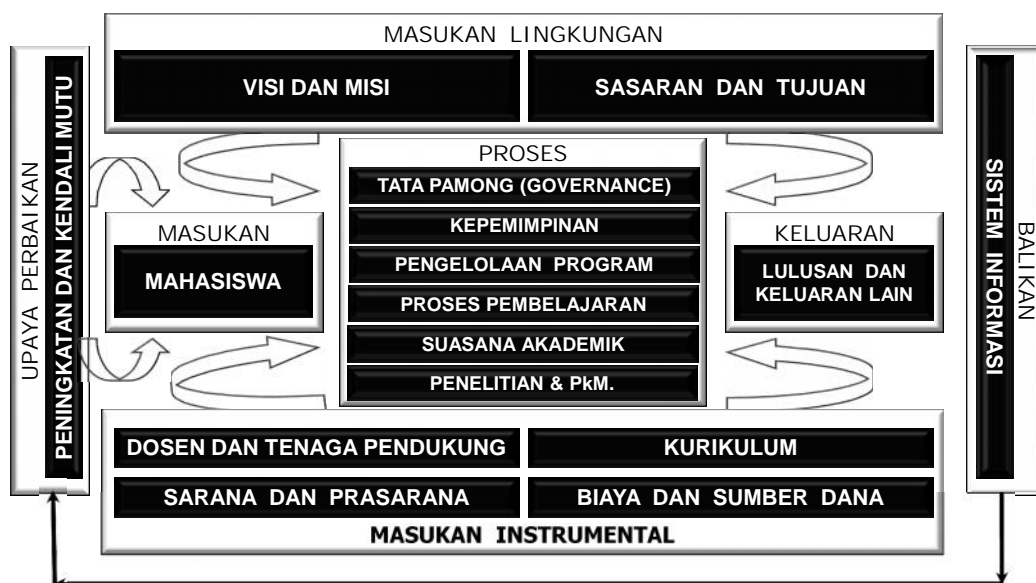 MASUKAN LINGKUNGAN
VISI DAN MISI
SASARAN DAN TUJUAN
UPAYA PERBAIKAN
PENINGKATAN DAN KENDALI MUTU
MASUKAN
MAHASISWA
PROSES
TATA PAMONG (GOVERNANCE)
KEPEMIMPINAN
PENGELOLAAN PROGRAM
PROSES PEMBELAJARAN
SUASANA AKADEMIK
PENELITIAN & PkM.
KELUARAN
LULUSAN DAN
KELUARAN LAIN
SISTEM INFORMASI
BALIKAN
DOSEN DAN TENAGA PENDUKUNG
KURIKULUM
SARANA DAN PRASARANA
BIAYA DAN SUMBER DANA
MASUKAN INSTRUMENTAL